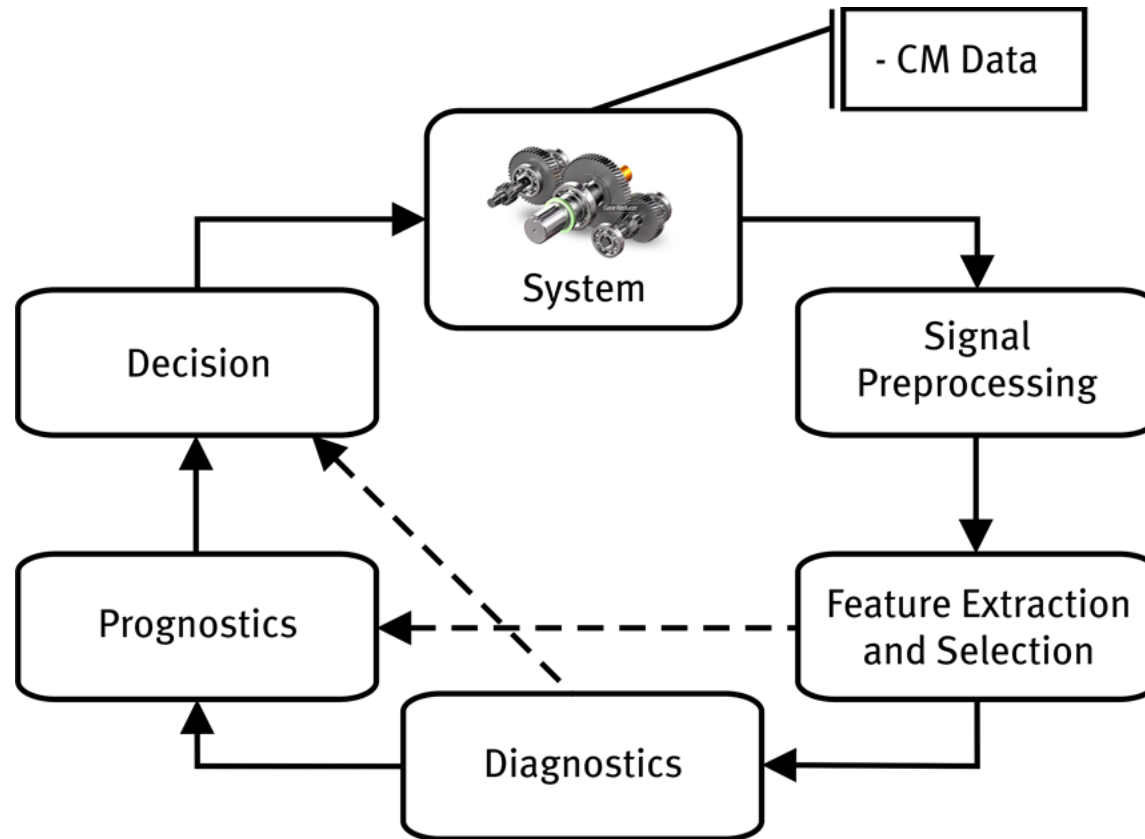 - CM Data
System
Signal
Preprocessing
Decision
Feature Extraction
and Selection
Prognostics
Diagnostics